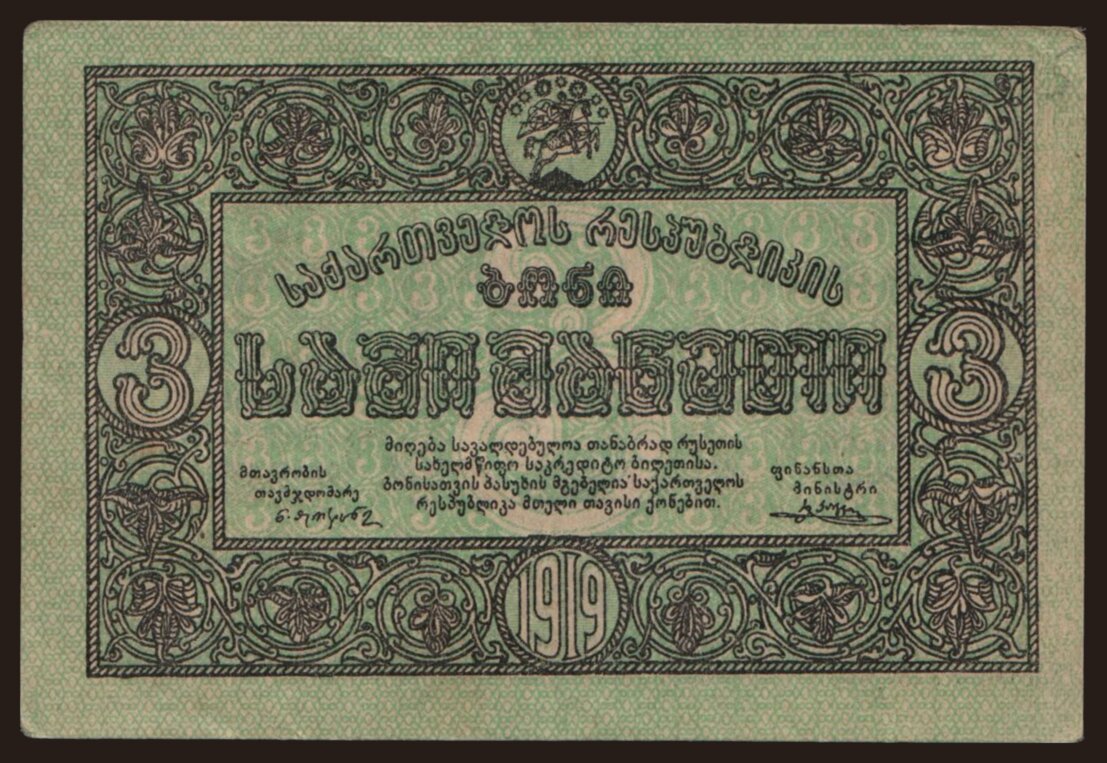 საქართველოს რესპუბლიკის
ბონი
3
სამი მანეთი
3
მიღება სავალდებულოა თანაბრად რუსეთის
სახელმწიფო საკრედიტო ბილეთისა.
ბონისათვის პასუხის მგებელია საქართველოს
რესპუბლიკა მთელი თავისი ქონებით.
მთავრობის
თავმჯდომარე
ფინანსთა
მინისტრი
1919